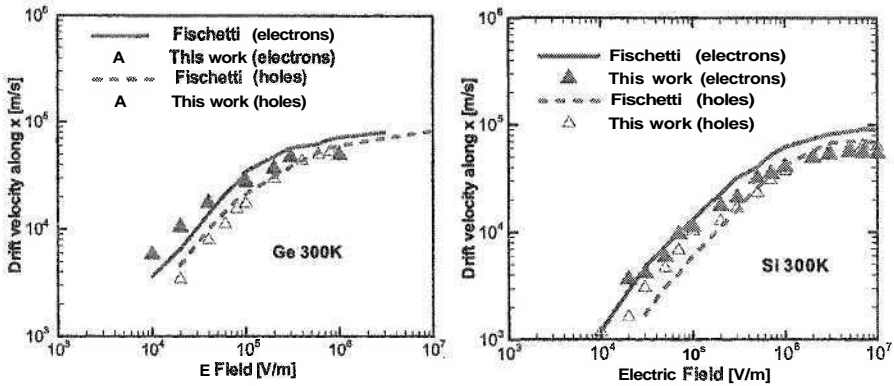 10⁶
10⁵
10⁴
10³
Drift velocity along x [m/s]
Fischetti (electrons)
A This work (electrons)
Fischetti (holes)
A This work (holes)
Ge 300K
10³ 10⁴ 10⁵ 10⁶ 10⁷
E Field [V/m]
10⁶
10⁵
10⁴
10³
Drift velocity along x [m/s]
Fischetti (electrons)
This work (electrons)
Fischetti (holes)
This work (holes)
Si 300K
10³ 10⁴ 10⁵ 10⁶ 10⁷
Electric Field [V/m]